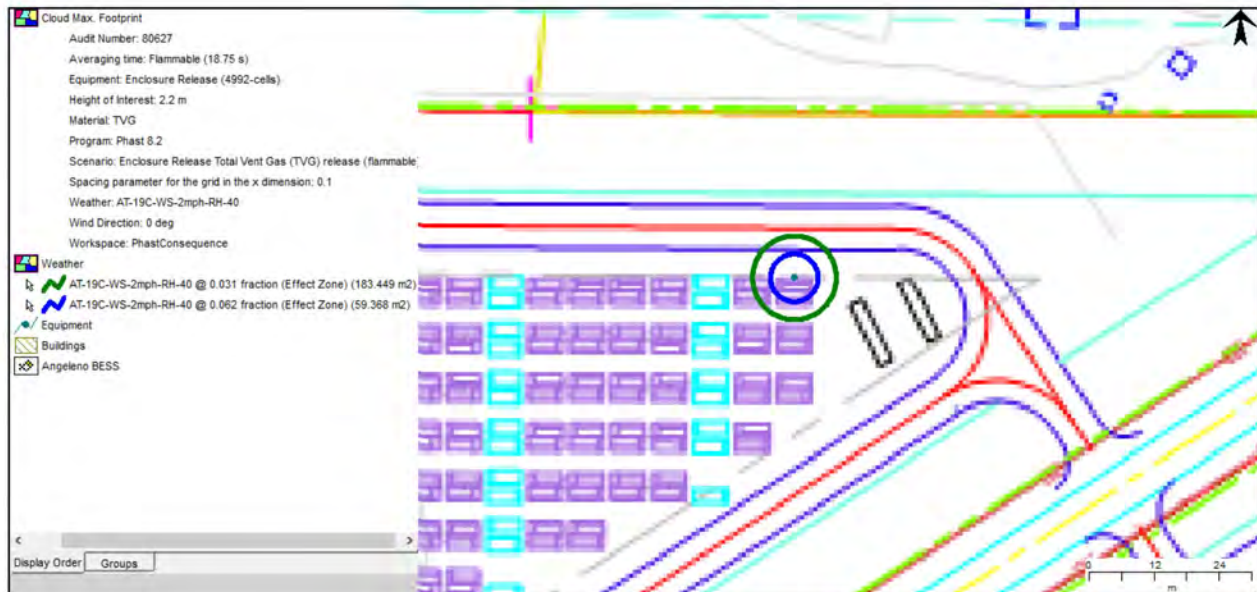 Cloud Max. Footprint
Audit Number: 80627
Averaging time: Flammable (18.75 s)
Equipment: Enclosure Release (4992-cells)
Height of Interest: 2.2 m
Material: TVG
Program: Phast 8.2
Scenario: Enclosure Release Total Vent Gas (TVG) release (flammable
Spacing parameter for the grid in the x dimension: 0.1
Weather: AT-19C-WS-2mph-RH-40
Wind Direction: 0 deg
Workspace: PhastConsequence
Weather
AT-19C-WS-2mph-RH-40 @ 0.031 fraction (Effect Zone) (183.449 m2)
AT-19C-WS-2mph-RH-40 @ 0.062 fraction (Effect Zone) (59.368 m2)
Equipment
Buildings
Angeleno BESS
Display Order Groups
0 12 24
m